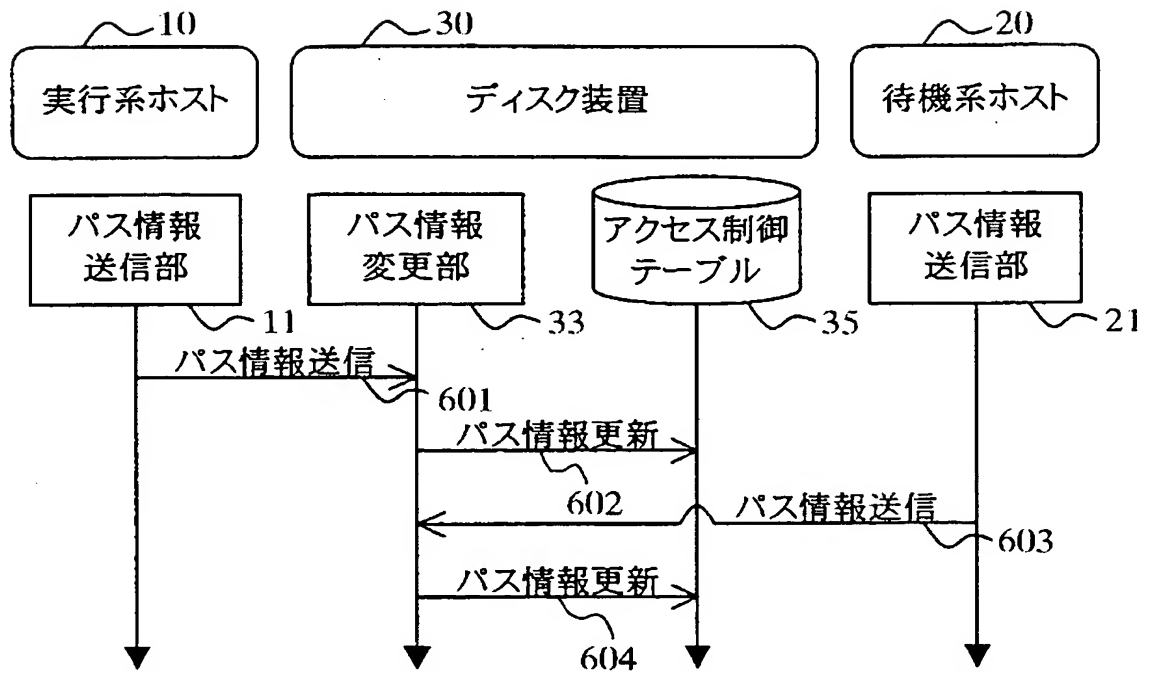 10
30
20
実行系ホスト
ディスク装置
待機系ホスト
パス情報
送信部
パス情報
変更部
アクセス制御
テーブル
パス情報
送信部
11
33
35
21
パス情報送信
601
パス情報更新
602
パス情報送信
603
パス情報更新
604